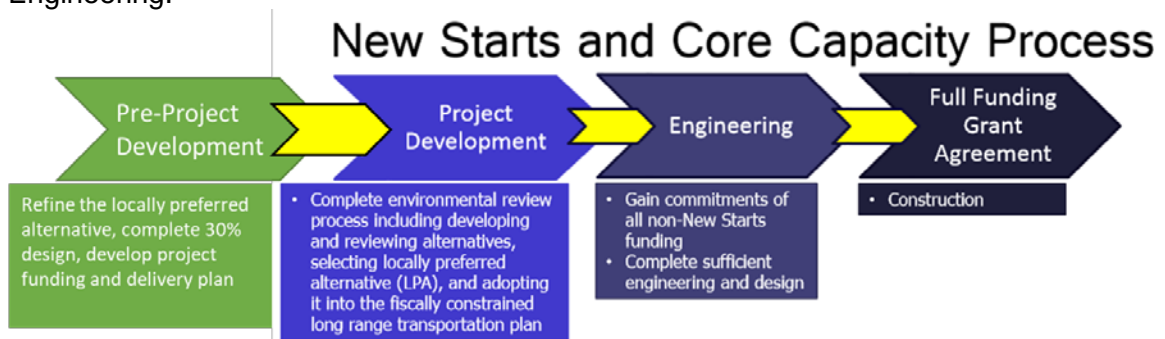 Engineering.
New Starts and Core Capacity Process
Pre-Project
Development
Project
Development
Engineering
Full Funding
Grant
Agreement
Refine the locally preferred
alternative, complete 30%
design, develop project
funding and delivery plan
• Complete environmental review
process including developing
and reviewing alternatives,
selecting locally preferred
alternative (LPA), and adopting
it into the fiscally constrained
long range transportation plan
• Gain commitments of
all non-New Starts
funding
• Complete sufficient
engineering and design
• Construction